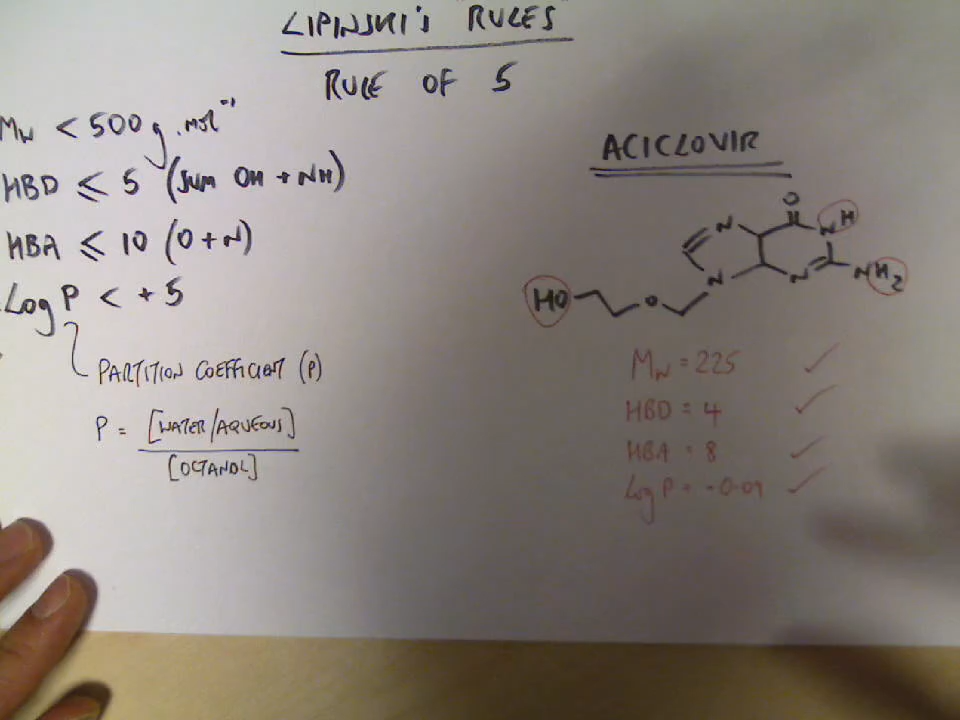 LIPINSKI'S RULES
RULE OF 5
MW < 500 g.mol⁻¹
HBD ≤ 5 (SUM OH + NH)
HBA ≤ 10 (O+N)
Log P < +5
PARTITION COEFFICIENT (P)
P = [WATER/AQUEOUS]
[OCTANOL]
ACICLOVIR
O
N
N H
N
N
NH2
HO
O
MW = 225 ✓
HBD = 4 ✓
HBA = 8 ✓
Log P = -0.09 ✓